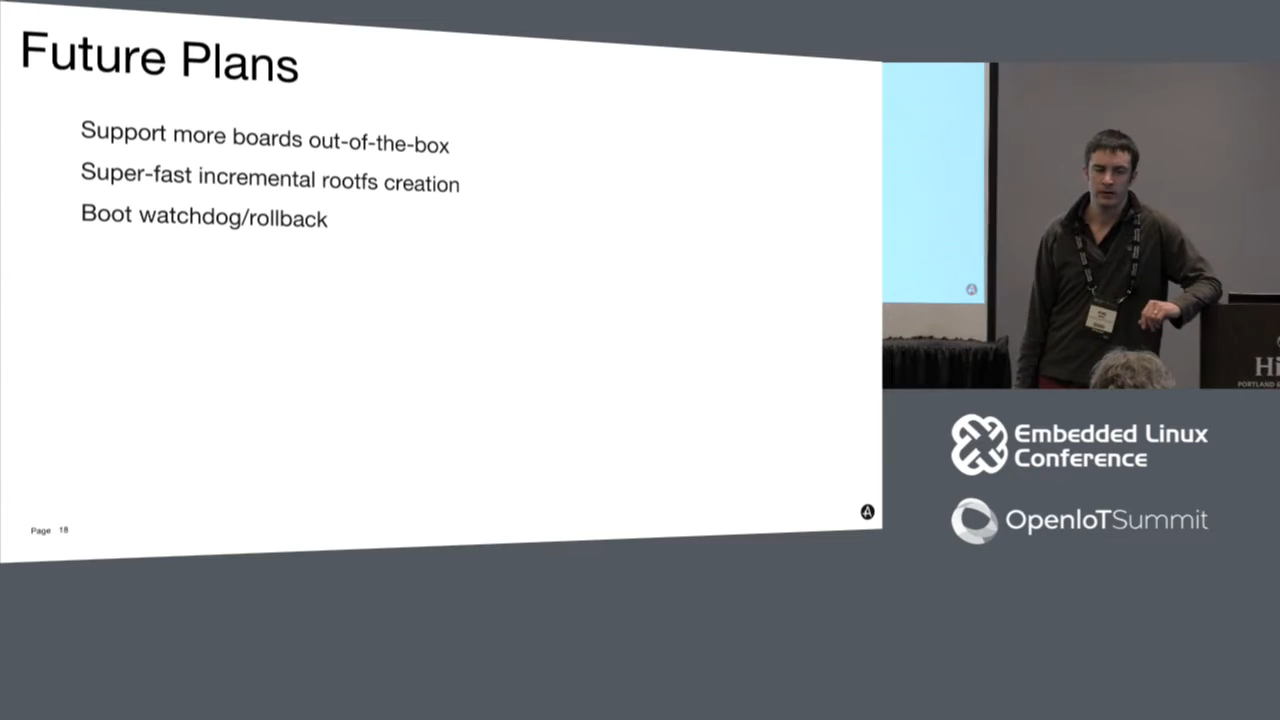 Future Plans
Support more boards out-of-the-box
Super-fast incremental rootfs creation
Boot watchdog/rollback
Page 18
Hi
Embedded Linux
Conference
OpenIoTSummit